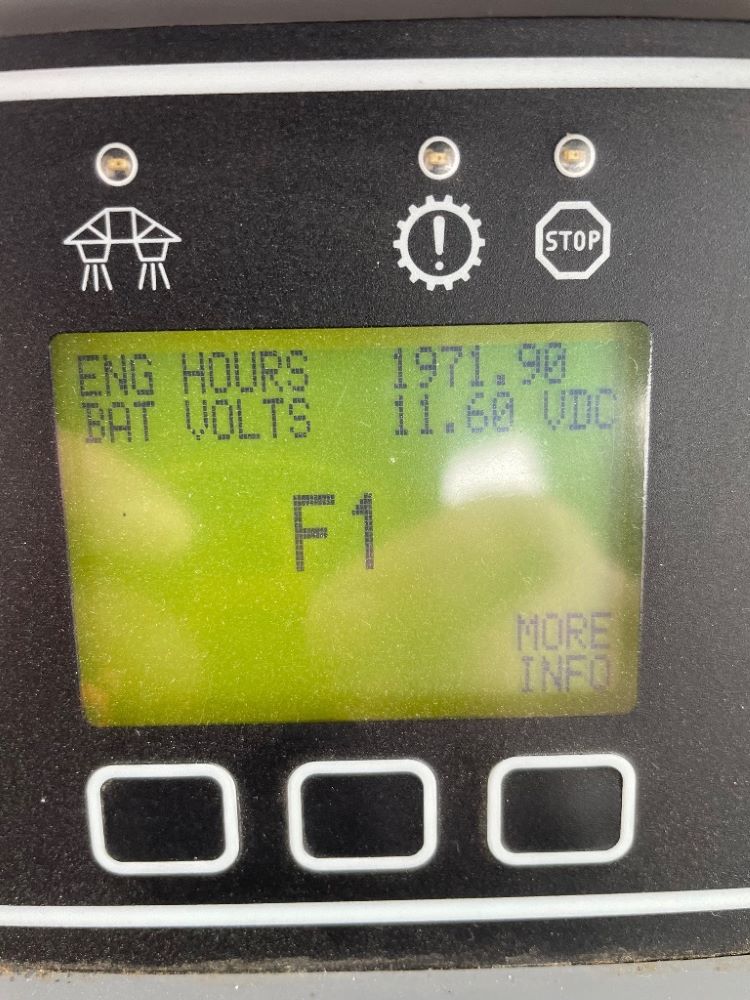 STOP
ENG HOURS 1971.90
BAT VOLTS 11.60 VDC
F1
MORE
INFO